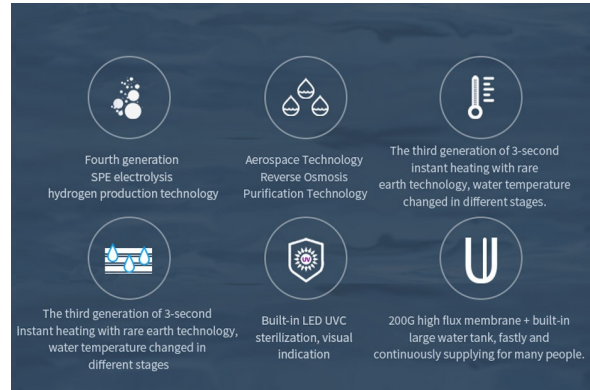 Fourth generation
SPE electrolysis
hydrogen production technology
Aerospace Technology
Reverse Osmosis
Purification Technology
The third generation of 3-second
instant heating with rare
earth technology, water temperature
changed in different stages.
The third generation of 3-second
Instant heating with rare earth technology,
water temperature changed in
different stages
UV
Built-in LED UVC
sterilization, visual
indication
200G high flux membrane + built-in
large water tank, fastly and
continuously supplying for many people.